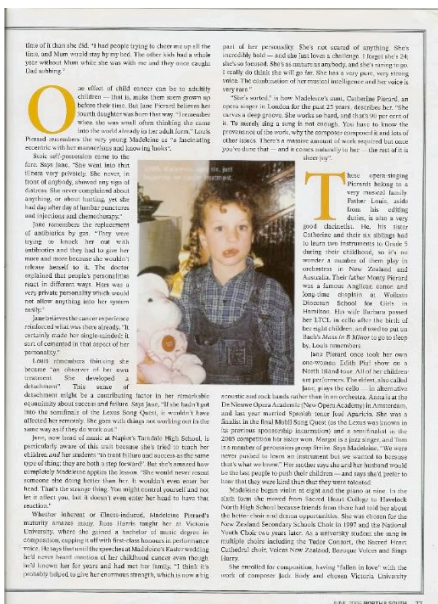 time of it than she did. "I had people trying to cheer me up all the
time, and Mum would stay by my bed. The other kids had a whole
year without Mum while she was with me and they once caught
Dad sobbing."
One effect of child cancer can be to adultify
children — that is, make them seem grown up
before their time. But Jane Pierard believes her
fourth daughter was born that way. "I remember
when she was small often thinking she came
into the world already in her adult form." Louis
Pierard remembers the very young Madeleine as "a fascinating
eccentric with her mannerisms and knowing looks".
self-possession came to the
fore. Says Jane, "She went into that
illness very privately. She never, in
front of anybody, showed any sign of
distress. She never complained about
anything, or about hurting, yet she
had day after day of lumbar punctures
and injections and chemotherapy."
Jane remembers the replacement
of antibiotics by gas. "They were
trying to knock her out with
antibiotics and they had to give her
more and more because she wouldn't
release herself to it. The doctor
explained that people's personalities
react in different ways. Hers was a
very private personality which would
not allow anything into her system
easily."
Jane believes the cancer experience
reinforced what was there already. "It
certainly made her single-minded; it
sort of cemented in that aspect of her
personality."
Louis remembers thinking she
became "an observer of her own
treatment. She developed a
detachment." This sense of
detachment might be a contributing factor in her remarkable
equanimity about success and failure. Says Jane, "If she hadn't got
into the semifinals of the Lexus Song Quest, it wouldn't have
affected her remotely. She goes with things not working out in the
same way as if they do work out."
Jane, now head of music at Napier's Taradale High School, is
particularly aware of this trait because she's tried to teach her
children and her students "to treat failure and success as the same
type of thing: they are both a step forward". But she's amazed how
completely Madeleine applies the lesson. "She would never resent
someone else doing better than her. It wouldn't even enter her
head. That's the strange thing. You might control yourself and not
let it affect you, but it doesn't even enter her head to have that
reaction."
Whether inherent or illness-induced, Madeleine Pierard's
maturity amazes many. Ross Harris taught her at Victoria
University, where she gained a bachelor of music degree in
composition, capping it off with first-class honours in performance
voice. He says that until the speeches at Madeleine's Easter wedding
he'd never heard mention of her childhood cancer even though
he'd known her for years and had met her family. "I think it's
probably helped to give her enormous strength, which is now a big
part of her personality. She's not scared of anything. She's
incredibly bold — and she just loves a challenge. I forget she's 24;
she's so focused. She's as mature as anybody, and she's raring to go.
I really do think she will go far. She has a very pure, very strong
voice. The combination of her musical intelligence and her voice is
very rare."
"She's sorted," is how Madeleine's aunt, Catherine Pierard, an
opera singer in London for the past 25 years, describes her. "She
carves a deep groove. She works so hard, and that's 90 per cent of
it. To merely sing a song is not enough. You have to know the
provenance of the work, why the composer composed it and lots of
other issues. There's a massive amount of work required but once
you've done that — and it comes naturally to her — the rest of it is
sheer joy".
These opera-singing
Pierards belong to a
very musical family.
Father Louis, aside
from his editing
duties, is also a very
good clarinettist. He, his sister
Catherine and their six siblings had
to learn two instruments to Grade 5
during their childhood, so it's no
wonder a number of them play in
orchestras in New Zealand and
Australia. Their father Monty Pierard
was a famous Anglican canon and
long-time chaplain at Waikato
Diocesan School for Girls in
Hamilton. His wife Barbara passed
her LTCL in cello after the birth of
her eight children, and used to put on
Bach's Mass in B Minor to go to sleep
by, Louis remembers.
Jane Pierard once took her own
one-woman Edith Piaf show on a
North Island tour. All of her children
are performers. The eldest, also called
Jane, plays the cello — in alternative
acoustic and rock bands rather than in an orchestra. Anna is at the
De Nieuwe Opera Academie (New Opera Academy) in Amsterdam,
and last year married Spanish tenor José Aparicio. She was a
finalist in the final Mobil Song Quest (as the Lexus was known in
its previous sponsorship incarnation) and a semifinalist in the
2005 competition her sister won. Margot is a jazz singer, and Tom
is a member of percussion group Strike. Says Madeleine, "We were
never pushed to learn an instrument but we wanted to because
that's what we know." Her mother says she and her husband would
be the last people to push their children — and says she'd prefer to
hear that they were kind than that they were talented.
Madeleine began violin at eight and the piano at nine. In the
sixth form she moved from Sacred Heart College to Havelock
North High School because friends from there had told her about
the better choir and drama opportunities. She was chosen for the
New Zealand Secondary Schools Choir in 1997 and the National
Youth Choir two years later. As a university student she sang in
multiple choirs including the Tudor Consort, the Sacred Heart
Cathedral choir, Voices New Zealand, Baroque Voices and Sings
Harry.
She enrolled for composition, having "fallen in love" with the
work of composer Jack Body and chosen Victoria University
NORTH & SOUTH